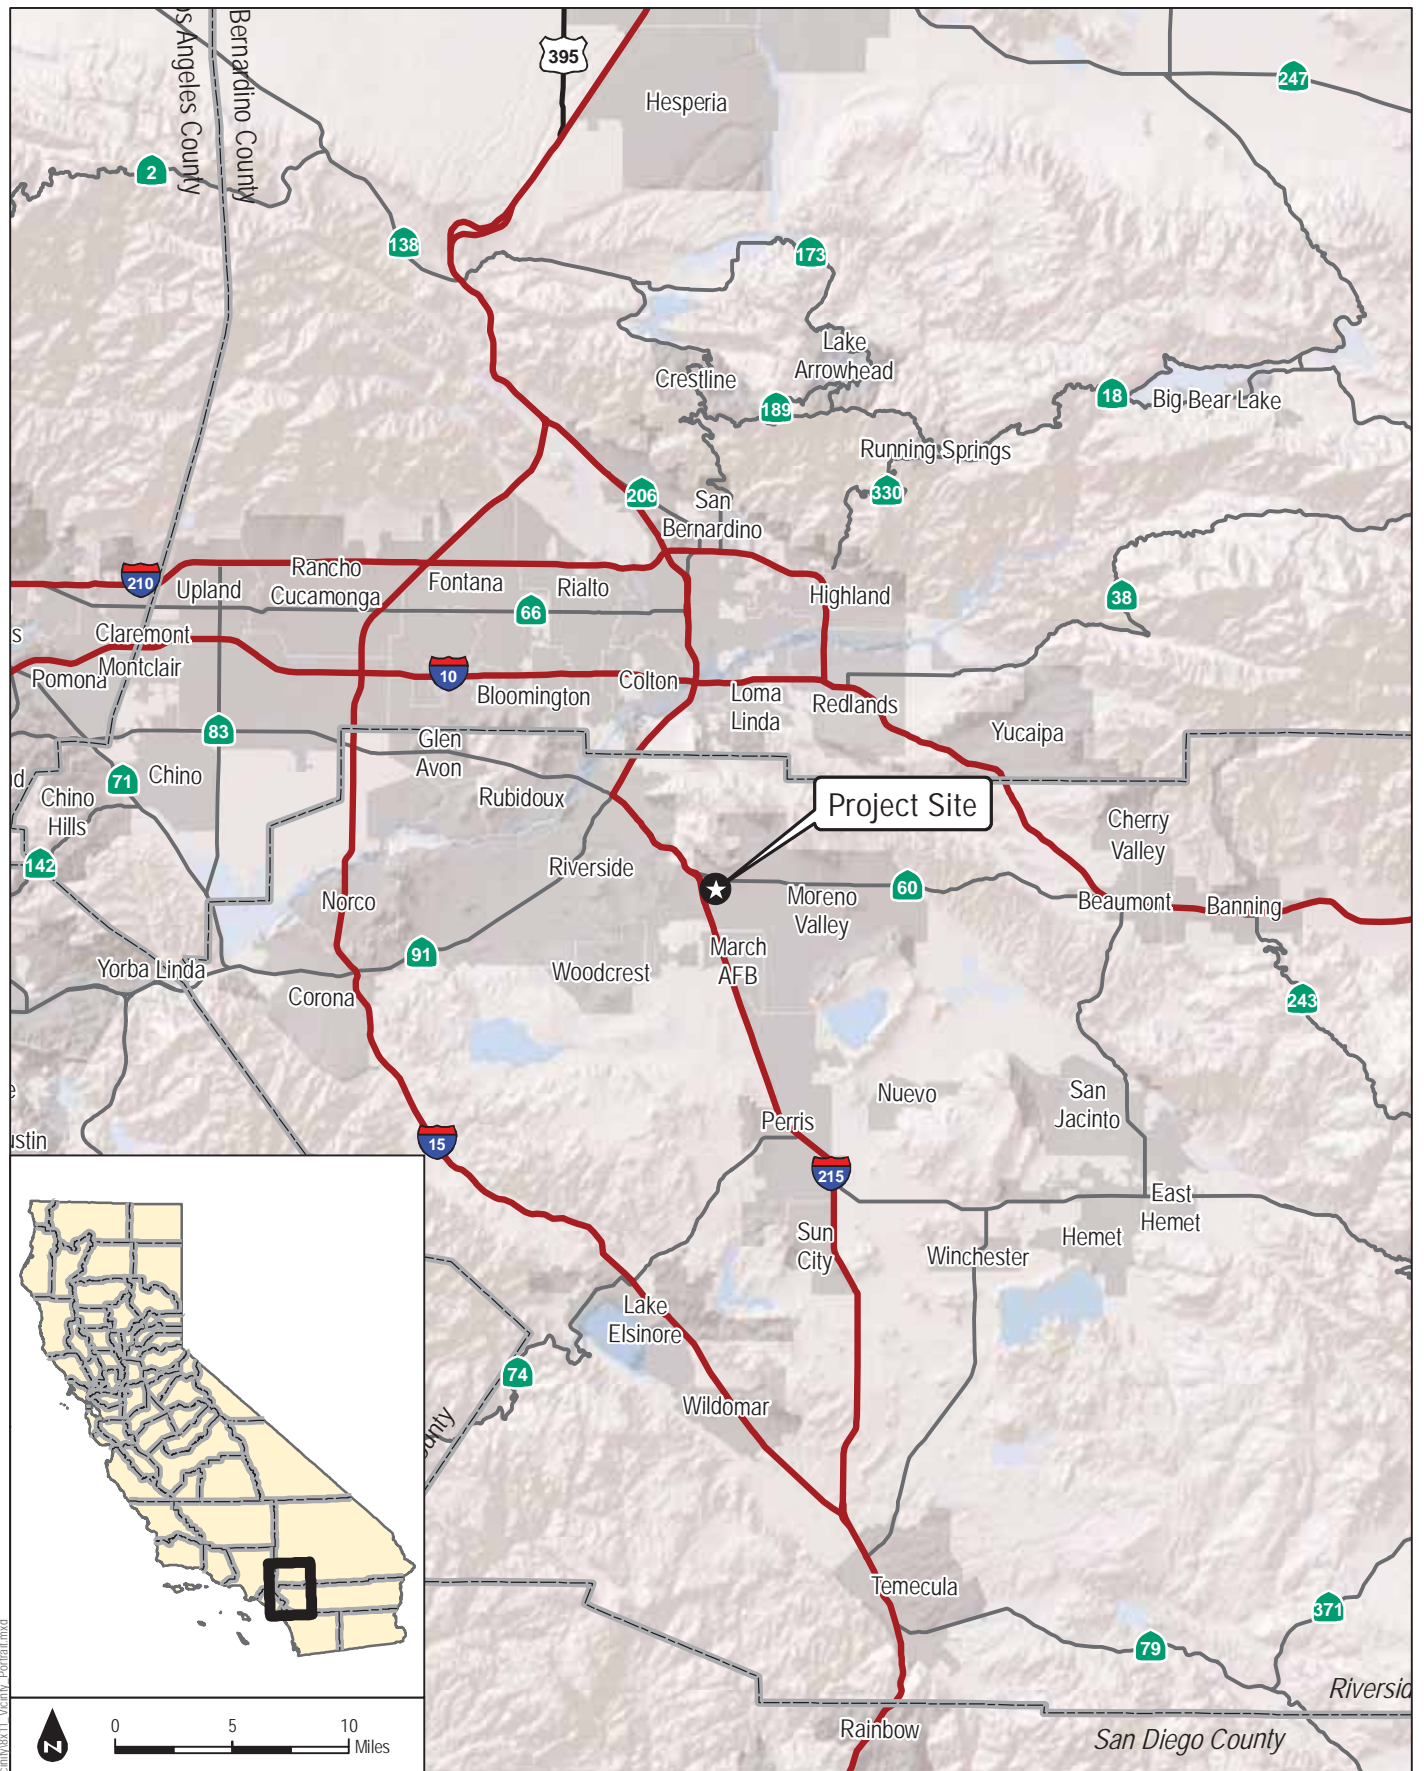 os Angeles County
Bernardino County
395
247
Hesperia
2
138
173
Lake
Arrowhead
Crestline
189
18
Big Bear Lake
Running Springs
330
206
San
Bernardino
210
Upland
Rancho
Cucamonga
Fontana
Rialto
66
Highland
38
s
Claremont
Montclair
Pomona
10
Bloomington
Colton
Loma
Linda
Redlands
Yucaipa
83
Glen
Avon
71
Chino
nd
Chino
Hills
Rubidoux
Project Site
Cherry
Valley
142
Riverside
60
Moreno
Valley
Norco
Beaumont
Banning
91
March
AFB
Woodcrest
Yorba Linda
Corona
243
Nuevo
San
Jacinto
e
ustin
15
Perris
215
East
Hemet
Hemet
Sun
City
Winchester
Lake
Elsinore
74
Wildomar
ounty
Temecula
371
79
Riversid
San Diego County
Rainbow
N
0 5 10
Miles